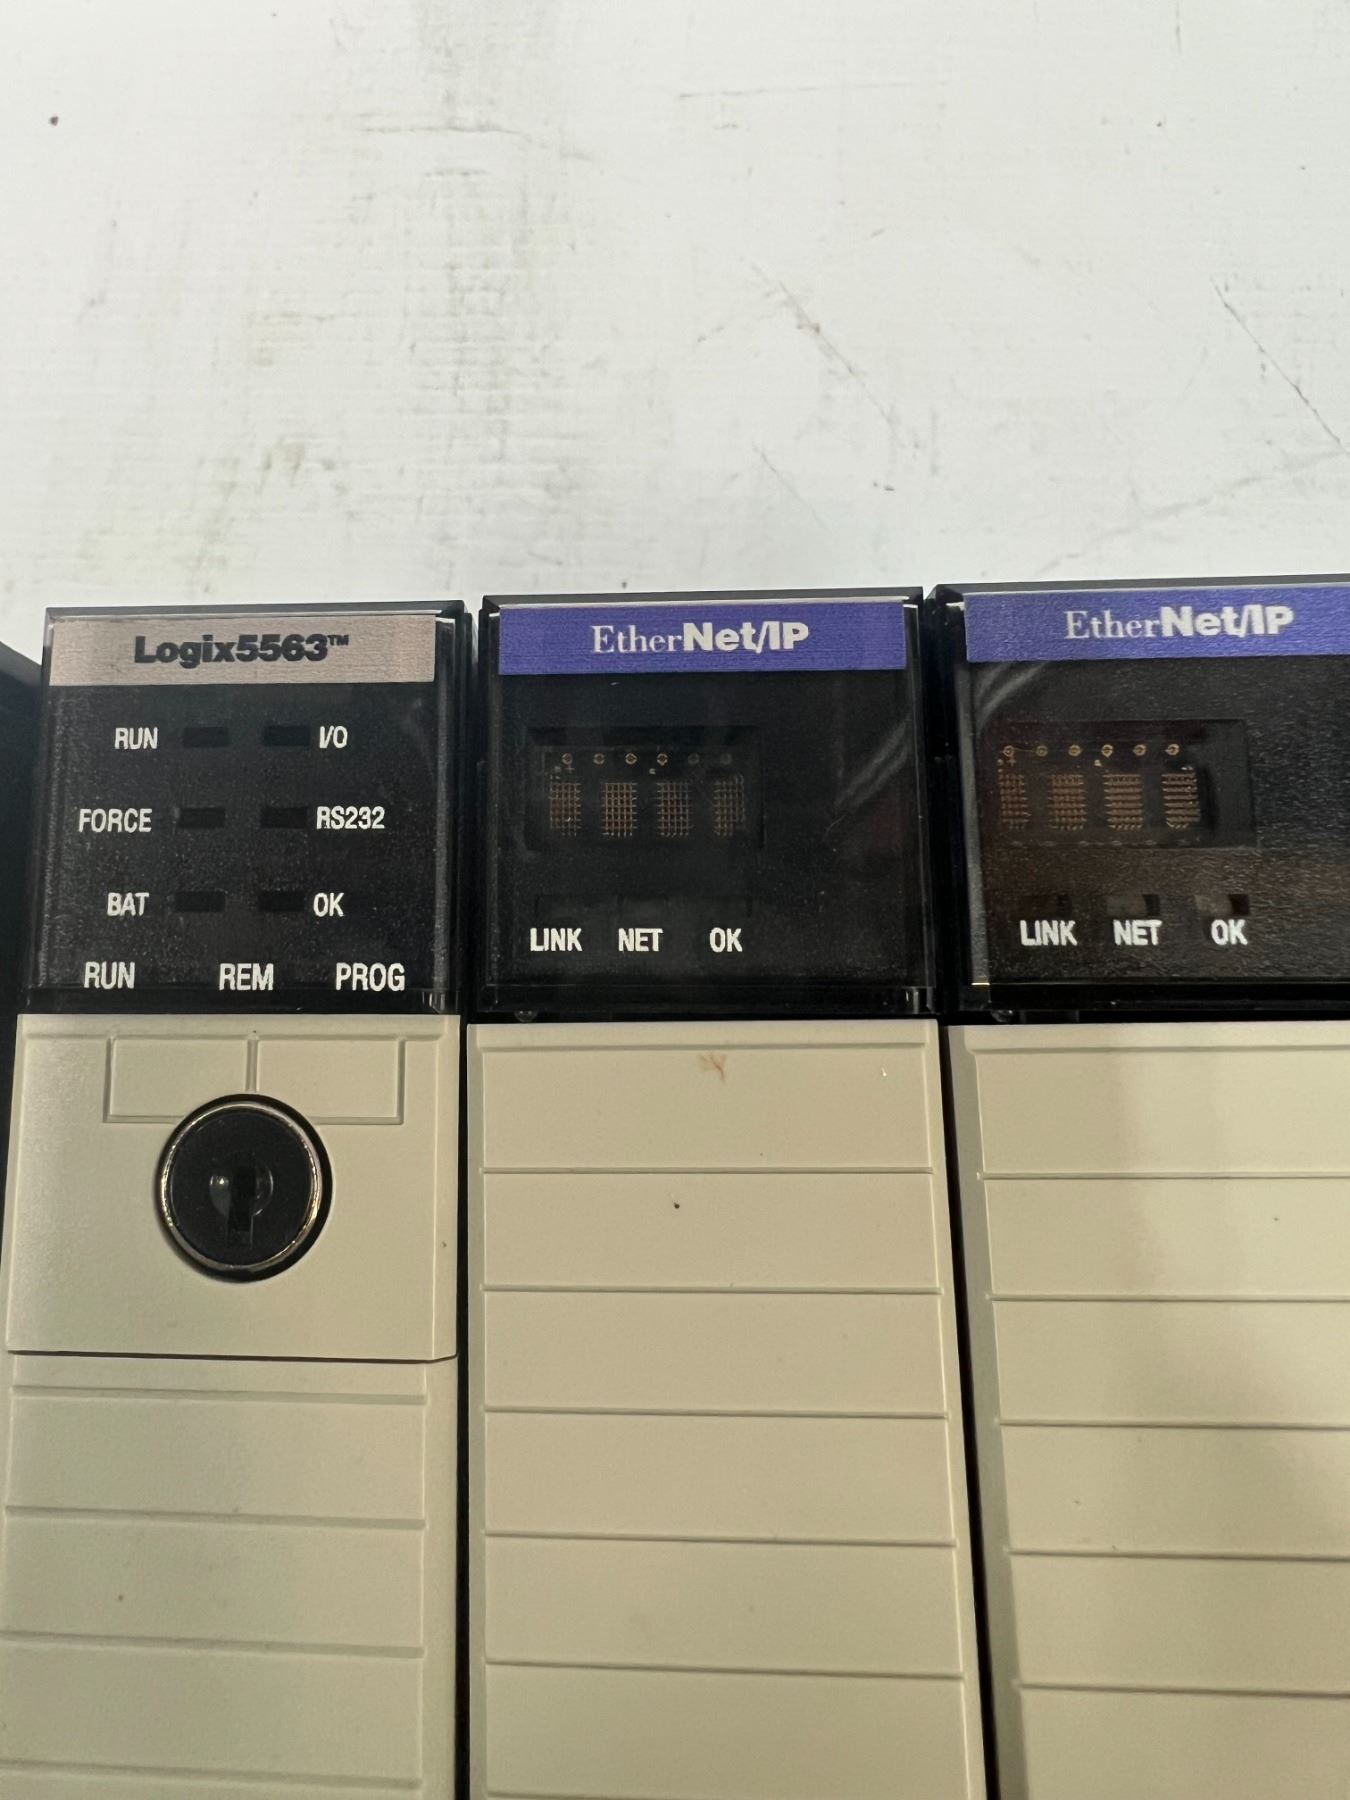 Logix5563™
RUN I/O
FORCE RS232
BAT OK
RUN REM PROG
EtherNet/IP
LINK NET OK
EtherNet/IP
LINK NET OK